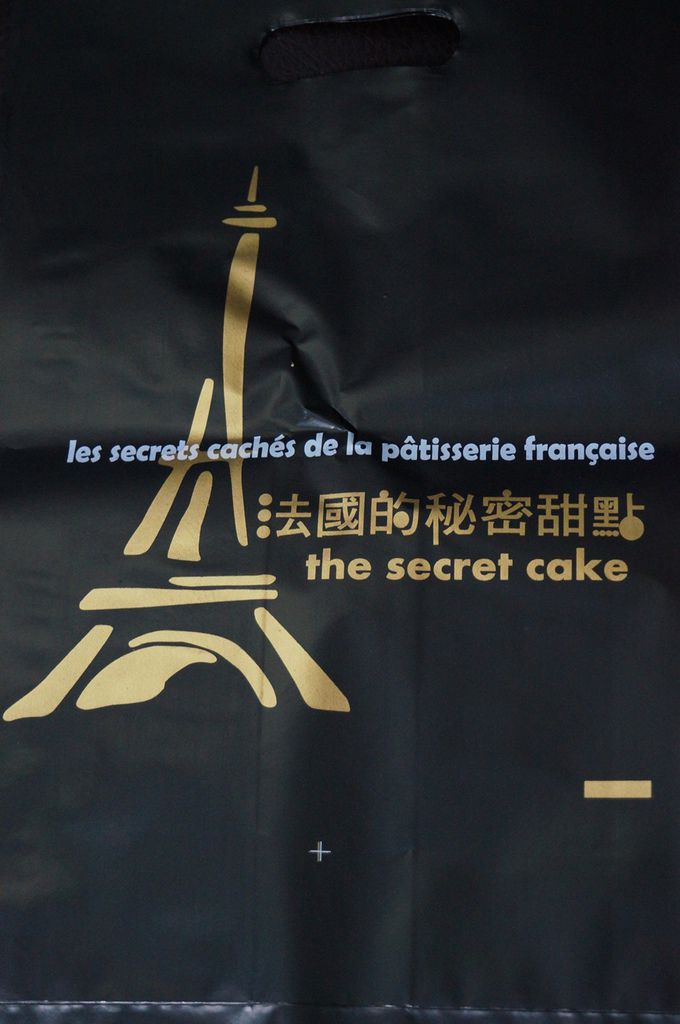 les secrets cachés de la pâtisserie française
法國的秘密甜點
the secret cake